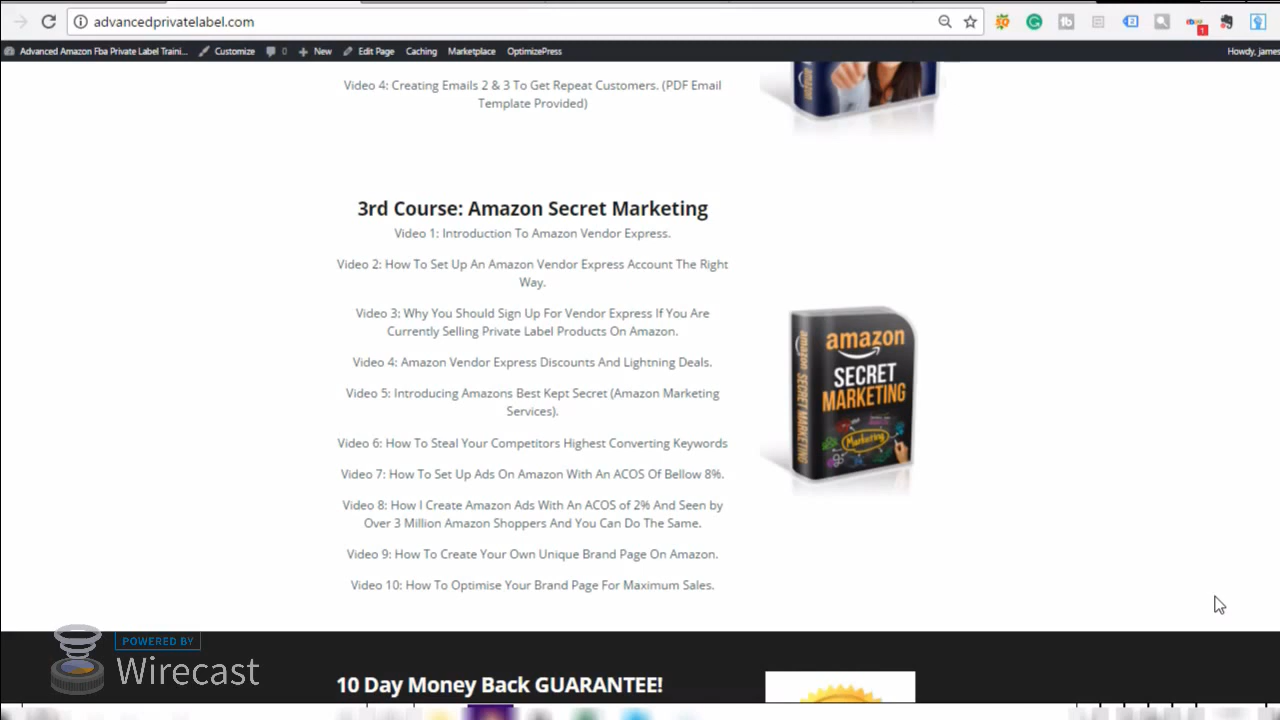 advancedprivatelabel.com
1
Advanced Amazon Fba Private Label Traini... Customize 0 New Edit Page Caching Marketplace OptimizePress Howdy, james
Video 4: Creating Emails 2 & 3 To Get Repeat Customers. (PDF Email
Template Provided)
3rd Course: Amazon Secret Marketing
Video 1: Introduction To Amazon Vendor Express.
Video 2: How To Set Up An Amazon Vendor Express Account The Right
Way.
Video 3: Why You Should Sign Up For Vendor Express If You Are
Currently Selling Private Label Products On Amazon.
Video 4: Amazon Vendor Express Discounts And Lightning Deals.
Video 5: Introducing Amazons Best Kept Secret (Amazon Marketing
Services).
Video 6: How To Steal Your Competitors Highest Converting Keywords
Video 7: How To Set Up Ads On Amazon With An ACOS Of Bellow 8%.
Video 8: How I Create Amazon Ads With An ACOS of 2% And Seen by
Over 3 Million Amazon Shoppers And You Can Do The Same.
Video 9: How To Create Your Own Unique Brand Page On Amazon.
Video 10: How To Optimise Your Brand Page For Maximum Sales.
amazon
SECRET
MARKETING
Marketing
amazon SECRET MARKETING
POWERED BY
Wirecast
10 Day Money Back GUARANTEE!